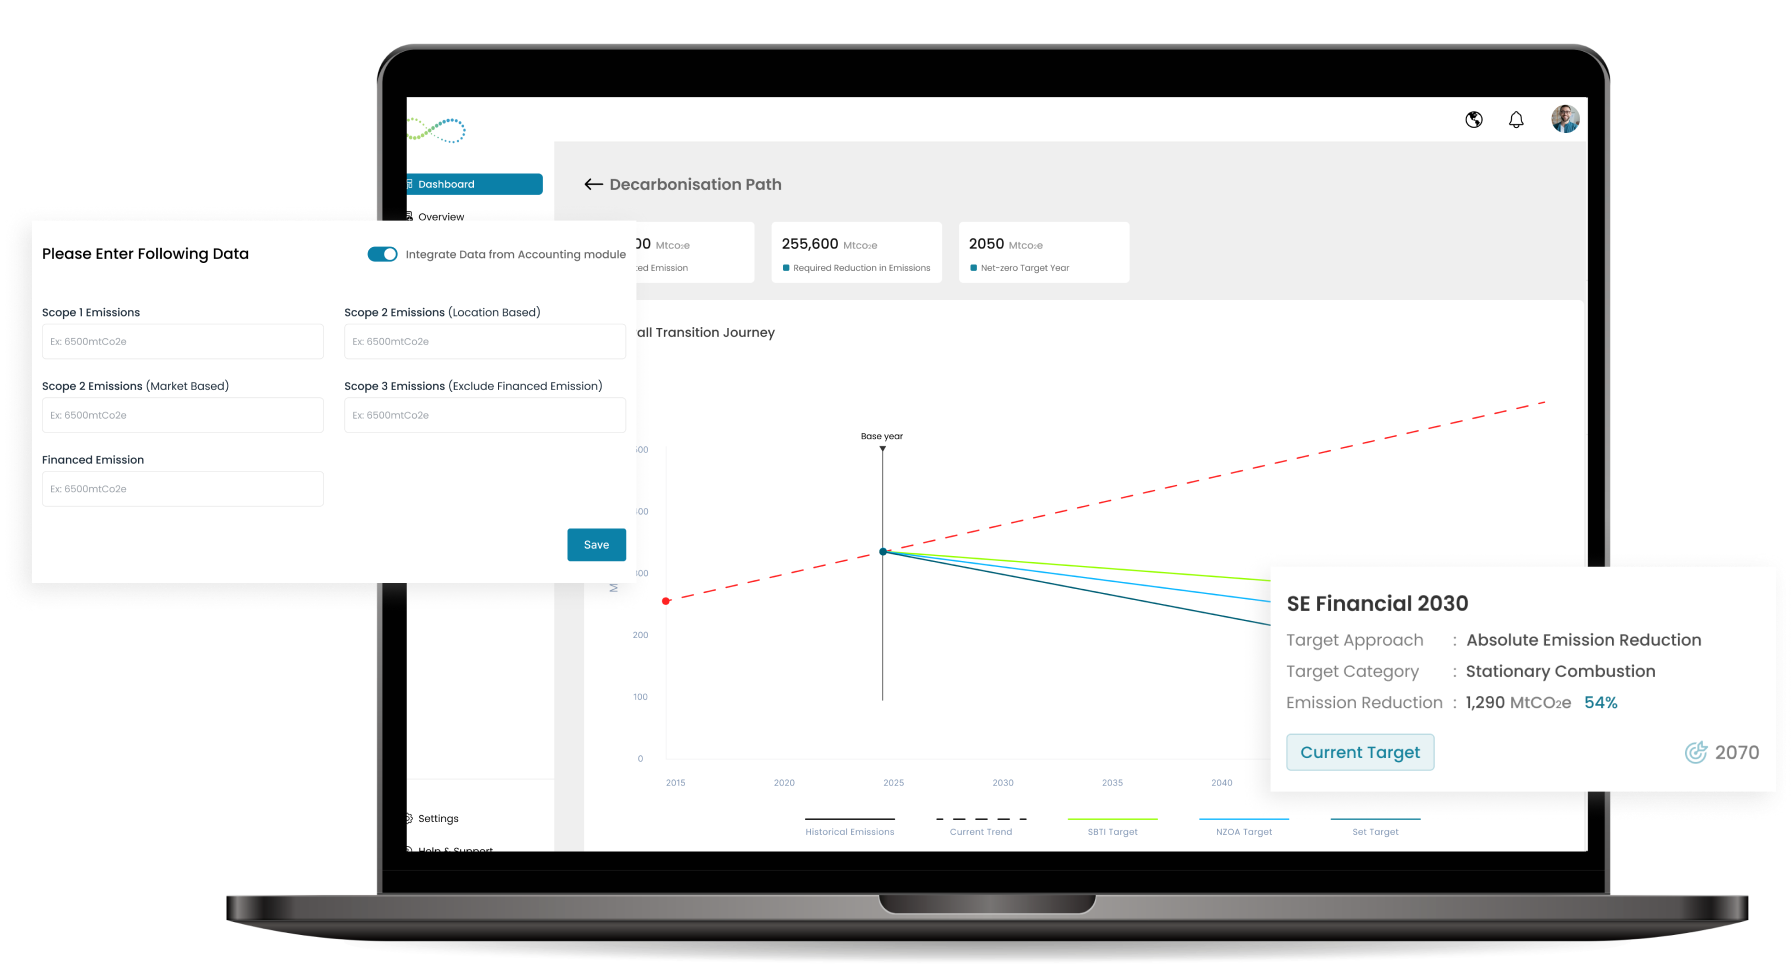 Dashboard
Overview
Decarbonisation Path
00 Mtco₂e
ed Emission
255,600 Mtco₂e
Required Reduction in Emissions
2050 Mtco₂e
Net-zero Target Year
Please Enter Following Data
Integrate Data from Accounting module
Scope 1 Emissions
Ex: 6500mtCo2e
Scope 2 Emissions (Location Based)
Ex: 6500mtCo2e
Scope 2 Emissions (Market Based)
Ex: 6500mtCo2e
Scope 3 Emissions (Exclude Financed Emission)
Ex: 6500mtCo2e
Financed Emission
Ex: 6500mtCo2e
Save
all Transition Journey
Base year
00
00
00
200
100
0
M
2015
2020
2025
2030
2035
2040
Historical Emissions
Current Trend
SBTI Target
NZOA Target
Set Target
SE Financial 2030
Target Approach : Absolute Emission Reduction
Target Category : Stationary Combustion
Emission Reduction : 1,290 MtCO₂e 54%
Current Target
2070
Settings
Help & Support